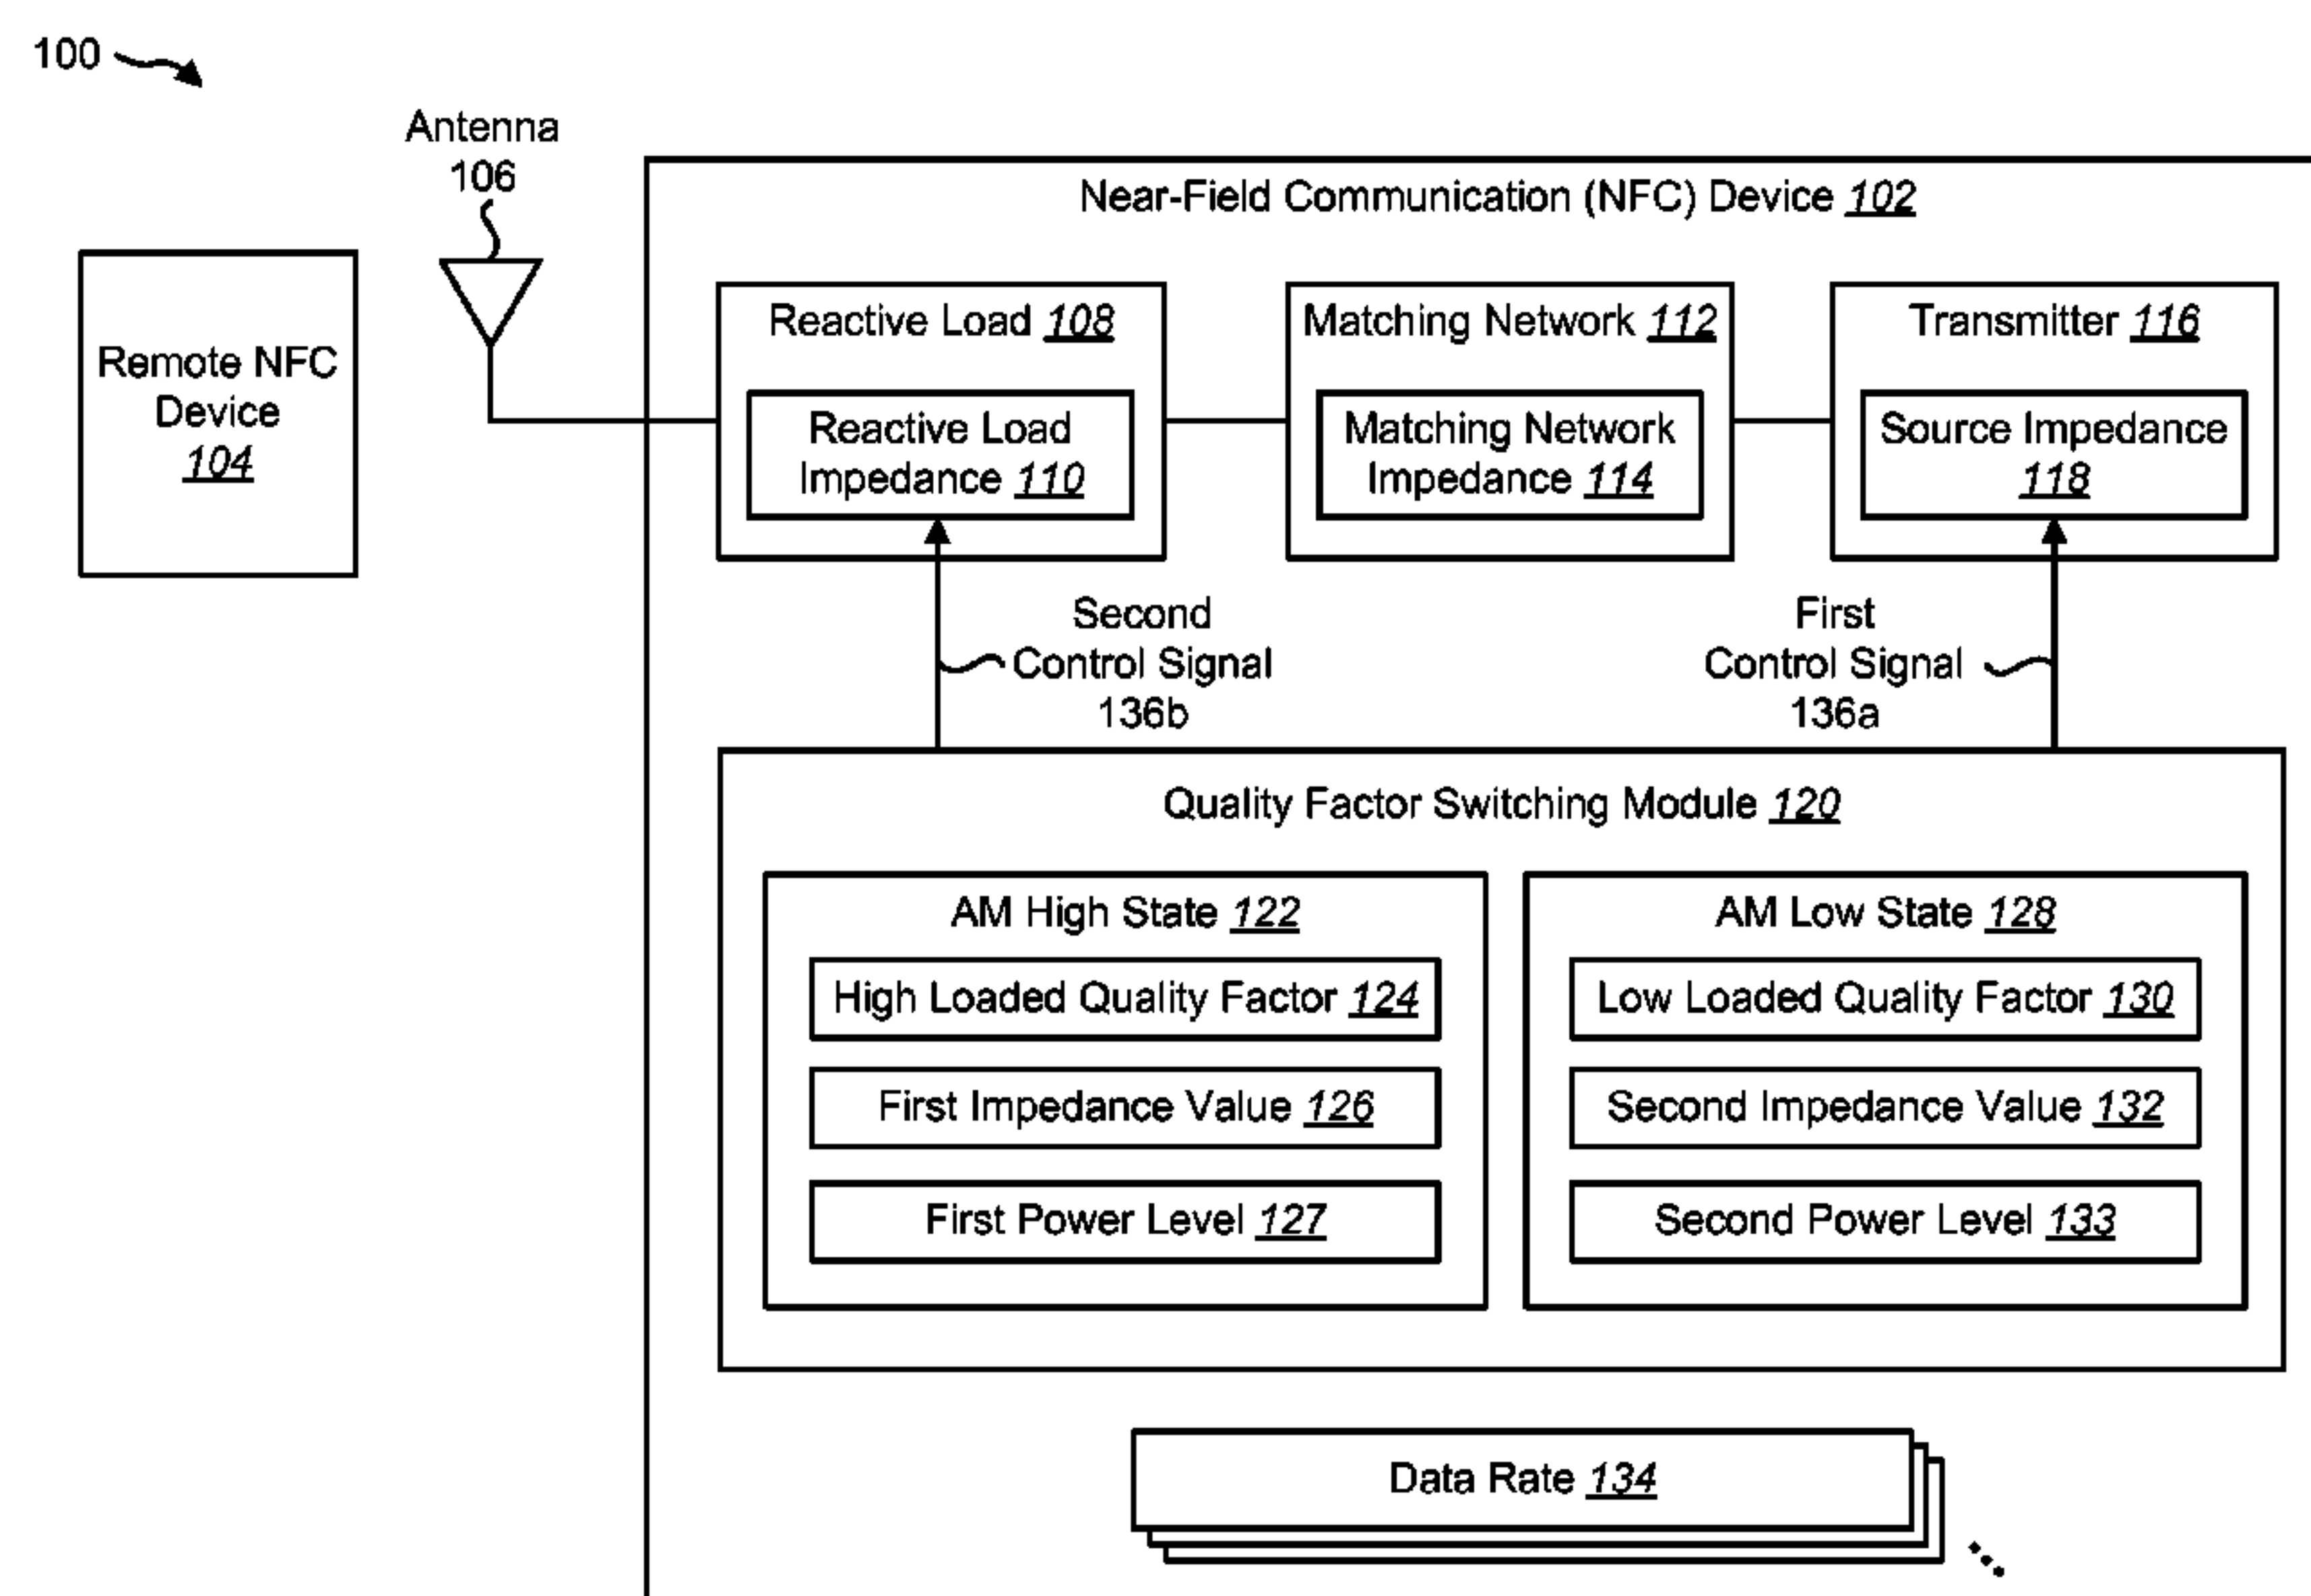 100
Antenna
106
Near-Field Communication (NFC) Device 102
Remote NFC
Device
104
Reactive Load 108
Reactive Load
Impedance 110
Matching Network 112
Matching Network
Impedance 114
Transmitter 116
Source Impedance
118
Second
Control Signal
136b
First
Control Signal
136a
Quality Factor Switching Module 120
AM High State 122
High Loaded Quality Factor 124
First Impedance Value 126
First Power Level 127
AM Low State 128
Low Loaded Quality Factor 130
Second Impedance Value 132
Second Power Level 133
Data Rate 134